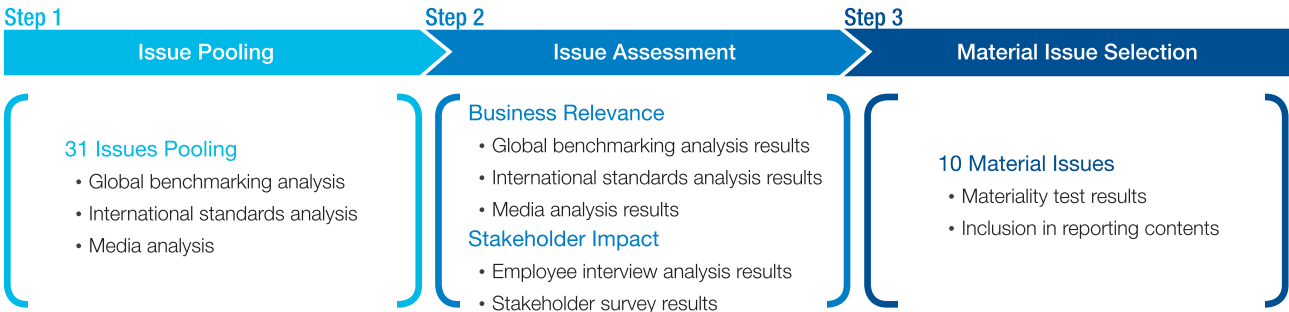 Step 1
Issue Pooling
31 Issues Pooling
• Global benchmarking analysis
• International standards analysis
• Media analysis
Step 2
Issue Assessment
Business Relevance
• Global benchmarking analysis results
• International standards analysis results
• Media analysis results
Stakeholder Impact
• Employee interview analysis results
• Stakeholder survey results
Step 3
Material Issue Selection
10 Material Issues
• Materiality test results
• Inclusion in reporting contents